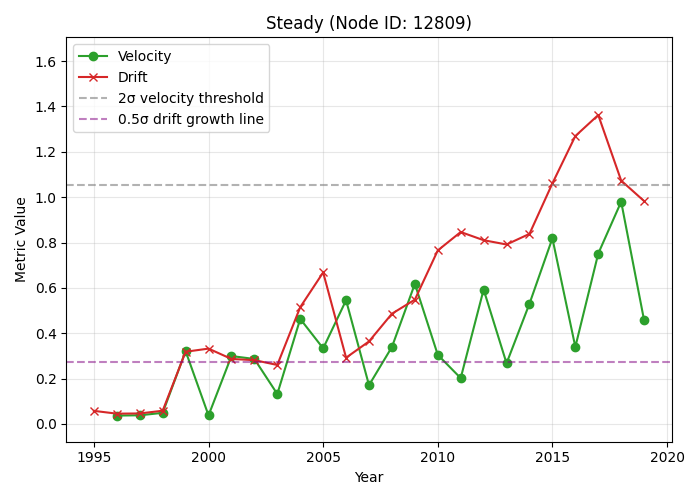 Steady (Node ID: 12809)
Velocity
Drift
2σ velocity threshold
0.5σ drift growth line
Metric Value
1.6
1.4
1.2
1.0
0.8
0.6
0.4
0.2
0.0
1995 2000 2005 2010 2015 2020
Year